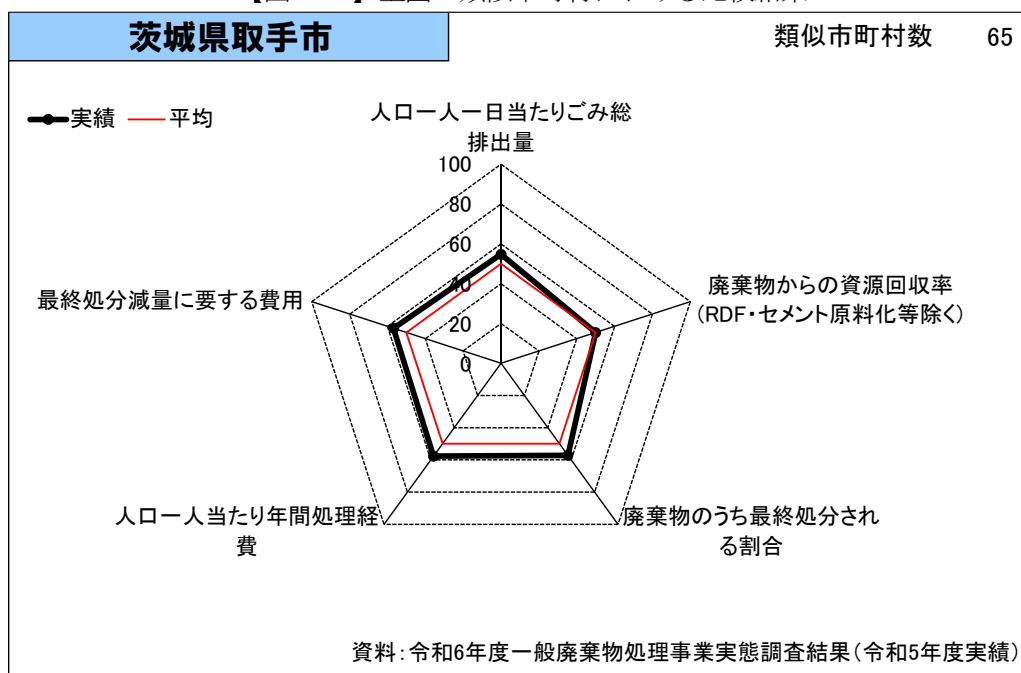 茨城県取手市
類似市町村数 65
実績 平均
人口一人一日当たりごみ総
排出量
100
80
60
40
20
0
廃棄物からの資源回収率
(RDF・セメント原料化等除く)
最終処分減量に要する費用
人口一人当たり年間処理経
費
廃棄物のうち最終処分され
る割合
資料:令和6年度一般廃棄物処理事業実態調査結果(令和5年度実績)